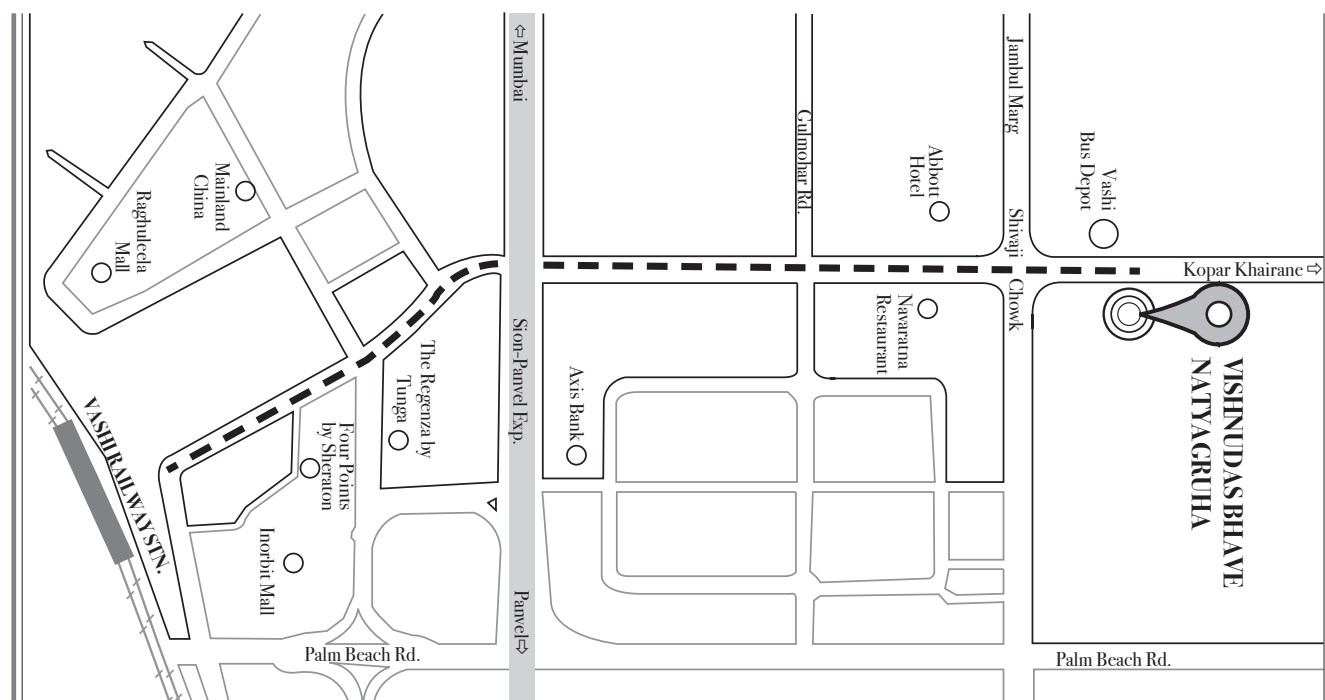 Mumbai
Sion-Panvel Exp.
Panvel
Gulmohar Rd.
Jambul Marg
Shivaji
Chowk
Kopar Khairane
Vashi
Bus Depot
Abbott
Hotel
Navaratna
Restaurant
Axis Bank
Mainland
China
Raghuleela
Mall
The Regenza by
Tunga
Four Points
by Sheraton
Inorbit Mall
VASHI RAILWAY STN.
VISHNUDAS BHAVE
NATYAGRUHA
Palm Beach Rd.
Palm Beach Rd.